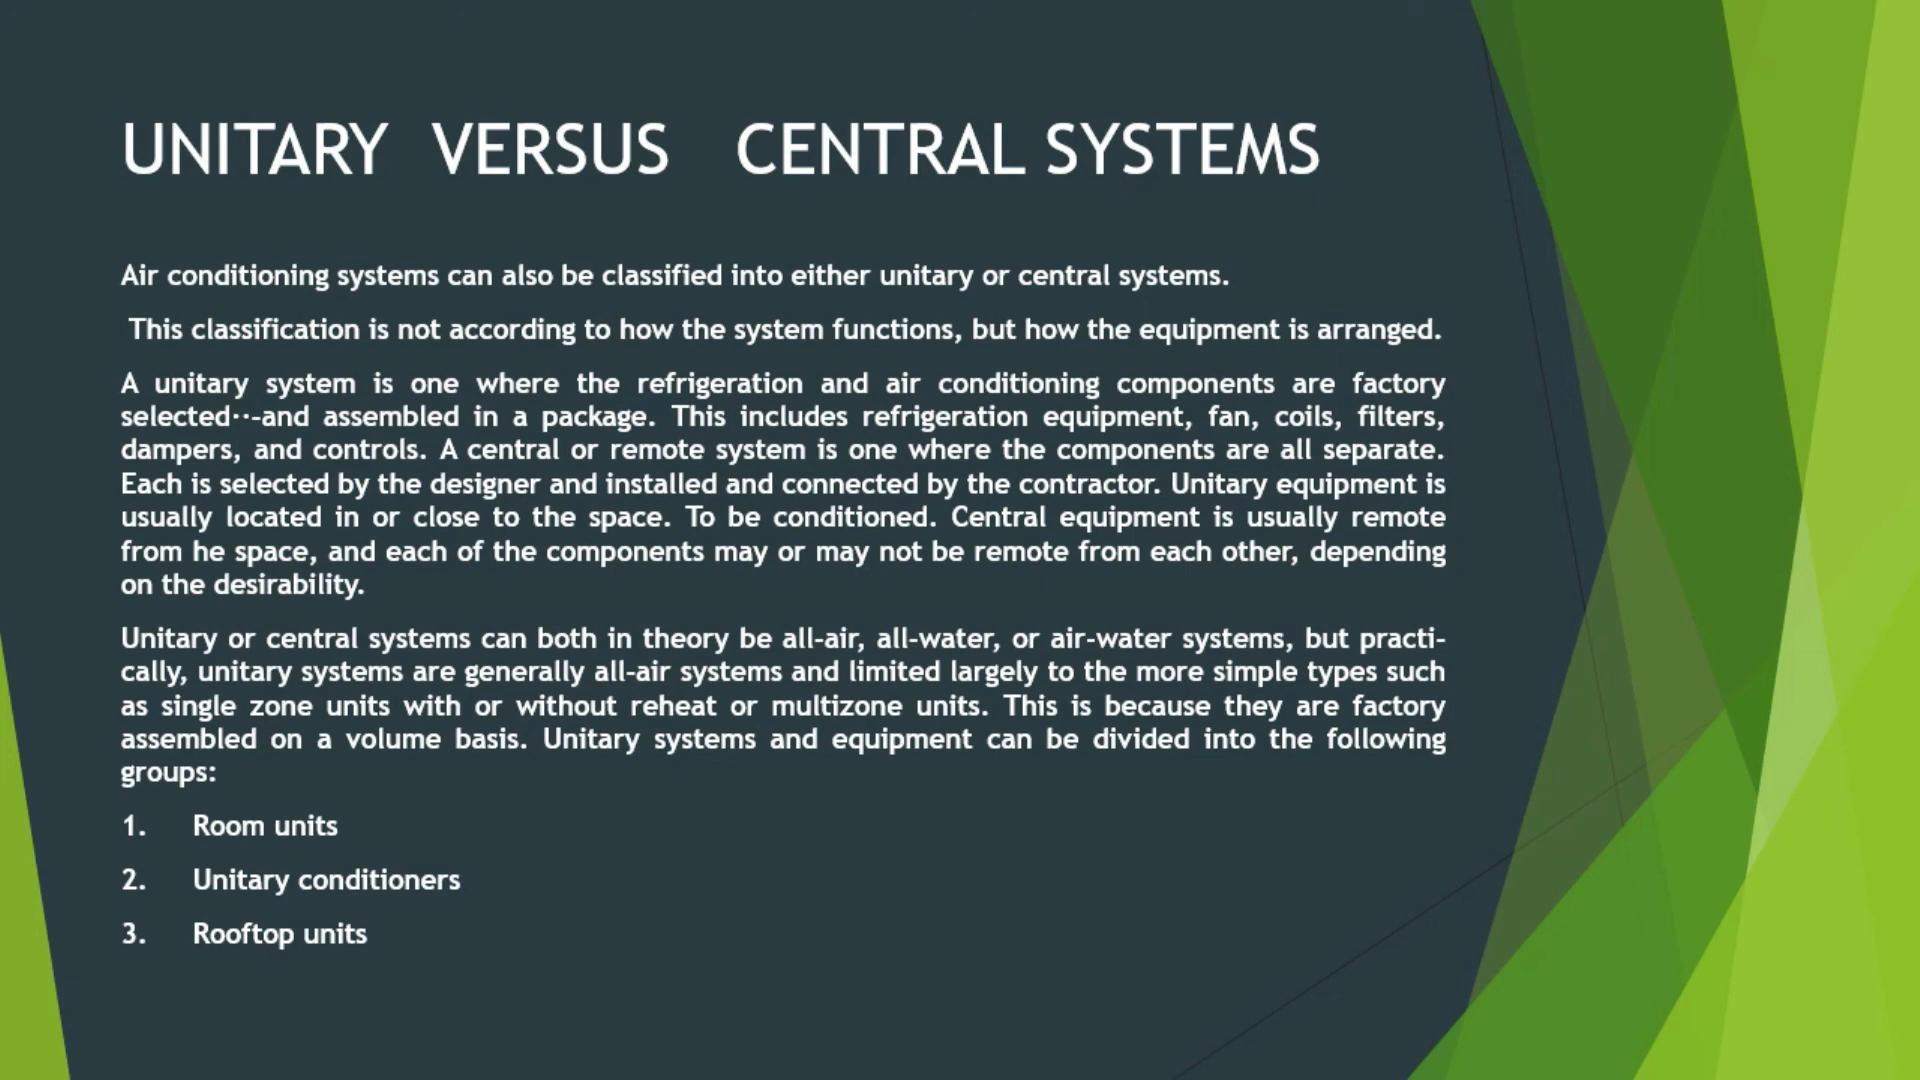 UNITARY VERSUS CENTRAL SYSTEMS
Air conditioning systems can also be classified into either unitary or central systems.
This classification is not according to how the system functions, but how the equipment is arranged.
A unitary system is one where the refrigeration and air conditioning components are factory
selected··-and assembled in a package. This includes refrigeration equipment, fan, coils, filters,
dampers, and controls. A central or remote system is one where the components are all separate.
Each is selected by the designer and installed and connected by the contractor. Unitary equipment is
usually located in or close to the space. To be conditioned. Central equipment is usually remote
from he space, and each of the components may or may not be remote from each other, depending
on the desirability.
Unitary or central systems can both in theory be all-air, all-water, or air-water systems, but practi-
cally, unitary systems are generally all-air systems and limited largely to the more simple types such
as single zone units with or without reheat or multizone units. This is because they are factory
assembled on a volume basis. Unitary systems and equipment can be divided into the following
groups:
1. Room units
2. Unitary conditioners
3. Rooftop units